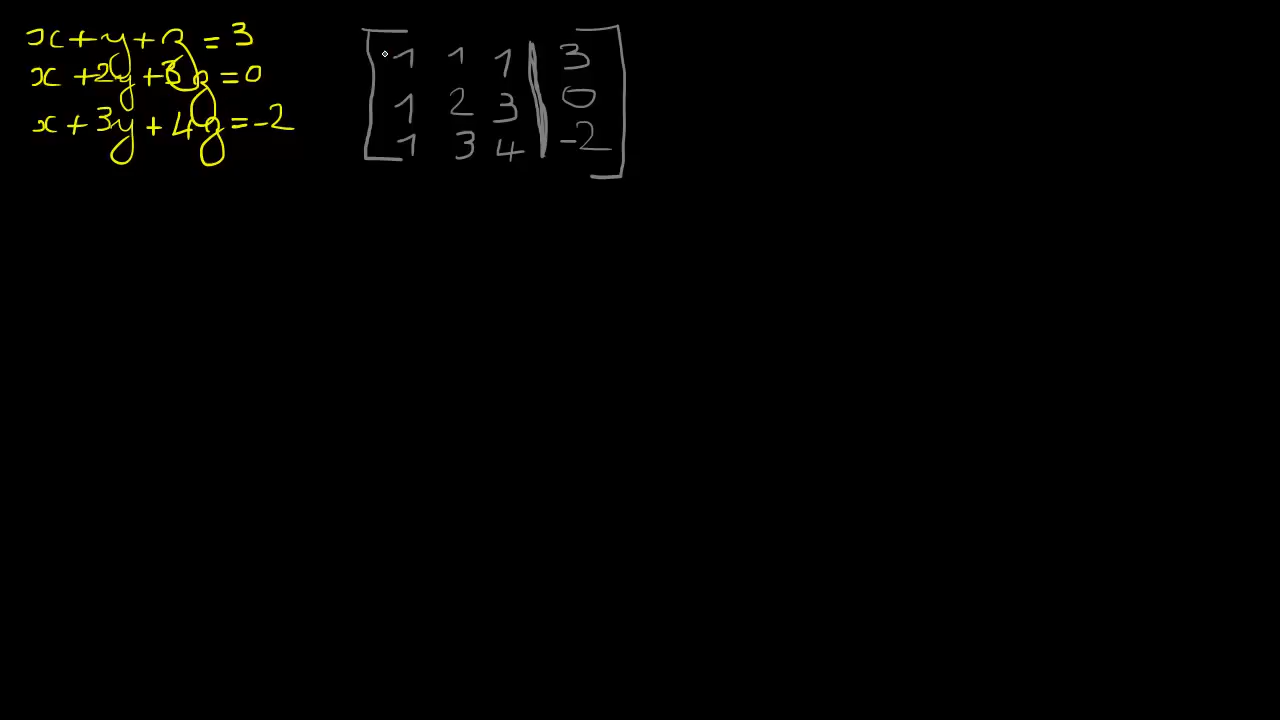 x + y + z = 3
x + 2y + 3z = 0
x + 3y + 4z = -2
1 1 1 | 3
1 2 3 | 0
1 3 4 | -2